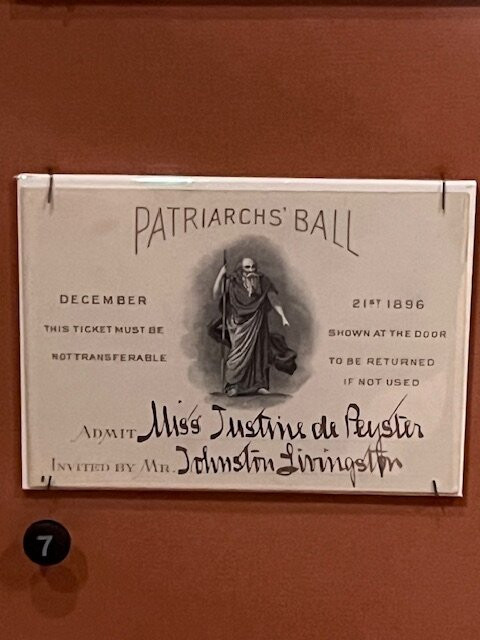 PATRIARCHS' BALL
DECEMBER 21ST 1896
THIS TICKET MUST BE SHOWN AT THE DOOR
NOT TRANSFERABLE TO BE RETURNED
IF NOT USED
ADMIT Miss Justine de Peyster
INVITED BY MR. Johnston Livingston
7